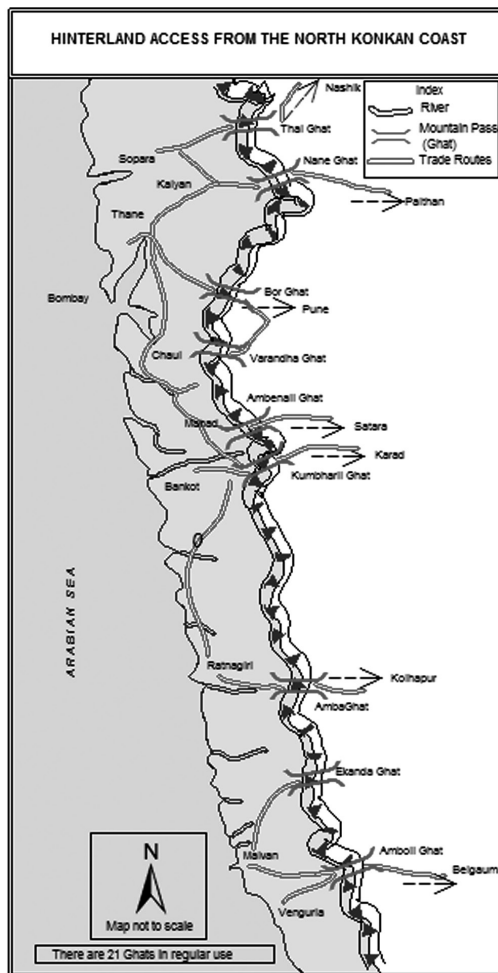 HINTERLAND ACCESS FROM THE NORTH KONKAN COAST
Index
River
Mountain Pass
(Ghat)
Trade Routes
Nashik
Thal Ghat
Sopara
Nane Ghat
Kalyan
Paithan
Thane
Bor Ghat
Bombay
Pune
Chaul
Varandha Ghat
Ambenali Ghat
Mahad
Satara
Karad
Kumbharli Ghat
Bankot
ARABIAN SEA
Ratnagiri
Kolhapur
AmbaGhat
Ekanda Ghat
N
Malvan
Amboli Ghat
Belgaum
Map not to scale
Vengurla
There are 21 Ghats in regular use